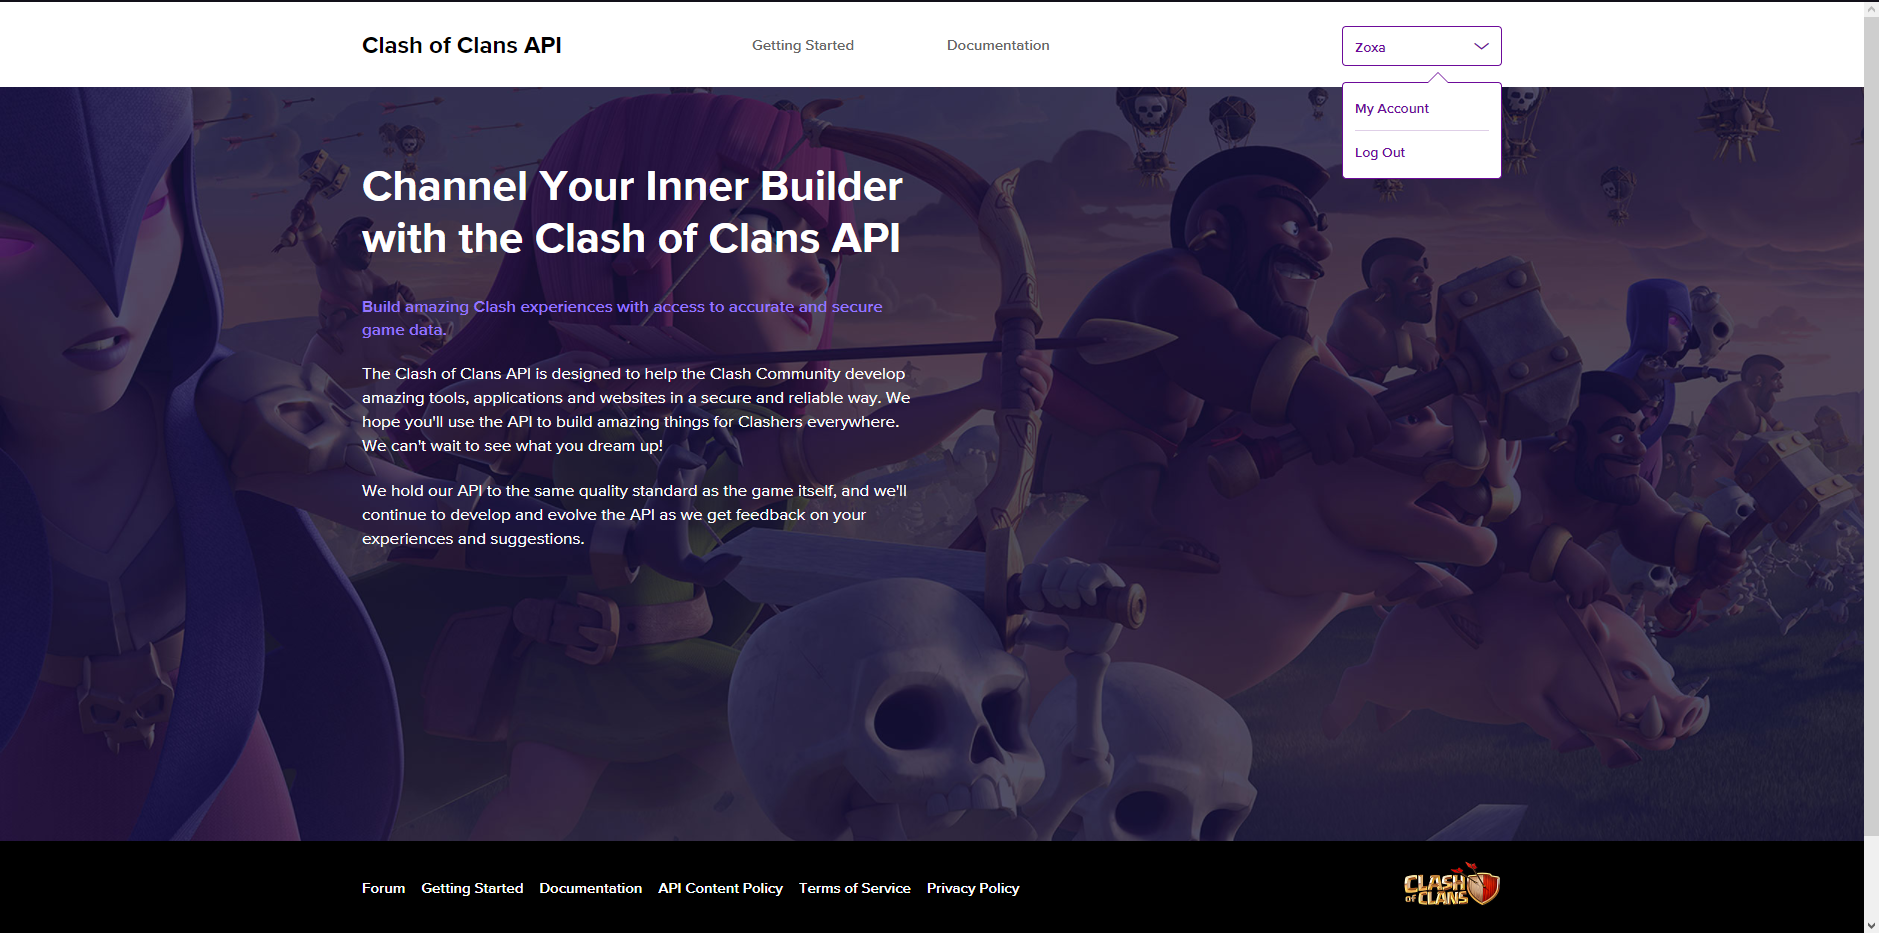 Clash of Clans API
Getting Started
Documentation
Zoxa
My Account
Log Out
Channel Your Inner Builder
with the Clash of Clans API
Build amazing Clash experiences with access to accurate and secure
game data.
The Clash of Clans API is designed to help the Clash Community develop
amazing tools, applications and websites in a secure and reliable way. We
hope you'll use the API to build amazing things for Clashers everywhere.
We can't wait to see what you dream up!
We hold our API to the same quality standard as the game itself, and we'll
continue to develop and evolve the API as we get feedback on your
experiences and suggestions.
Forum Getting Started Documentation API Content Policy Terms of Service Privacy Policy
CLASH
OF CLANS